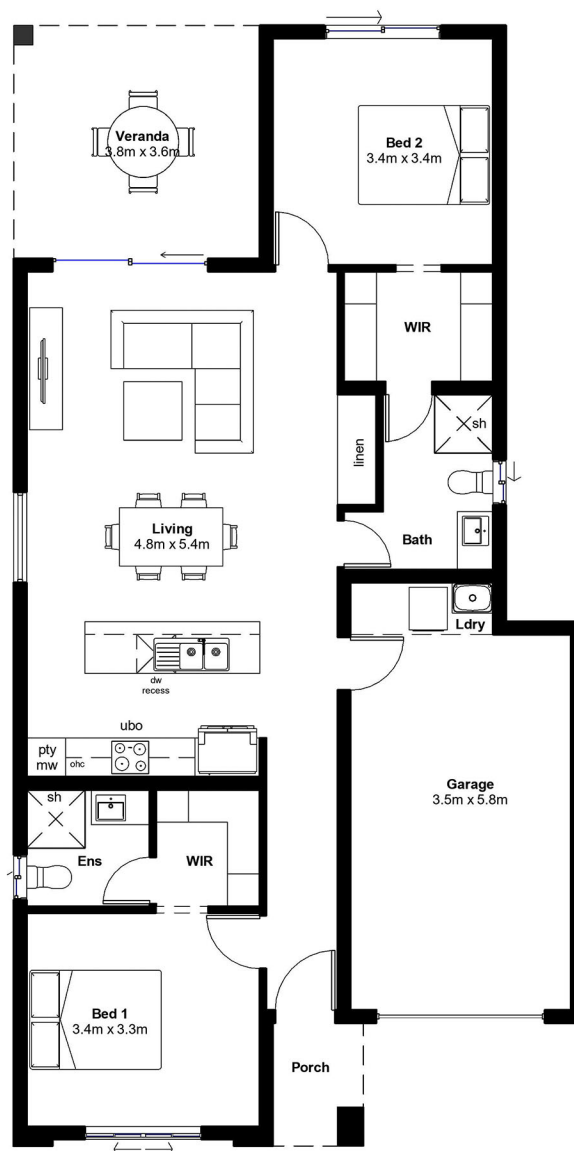 Veranda
3.8m x 3.6m
Bed 2
3.4m x 3.4m
WIR
sh
linen
Living
4.8m x 5.4m
Bath
Ldry
dw
recess
ubo
pty
mw
ohc
Garage
3.5m x 5.8m
sh
Ens
WIR
Bed 1
3.4m x 3.3m
Porch